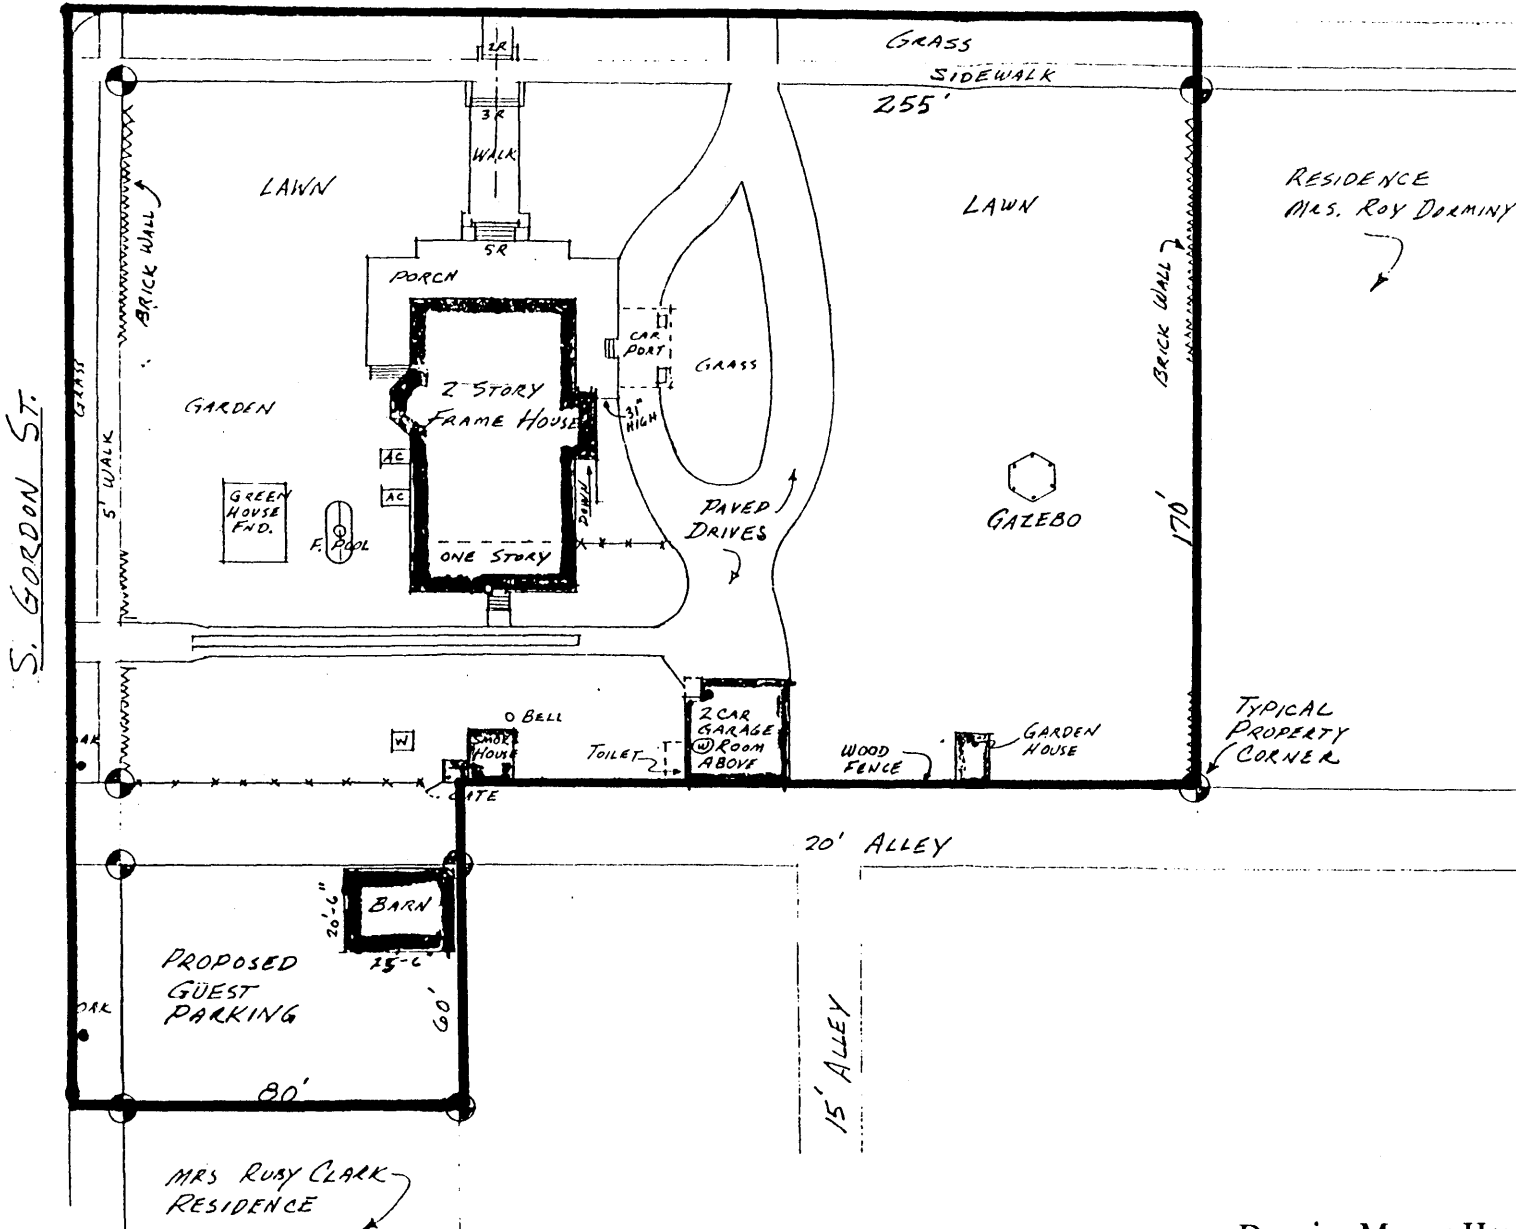 2R
GRASS
SIDEWALK
255'
3R
WALK
LAWN
LAWN
RESIDENCE
MRS. ROY DORMINY
BRICK WALL
5R
PORCH
BRICK WALL
CAR
PORT
GRASS
GRASS
2 STORY
FRAME HOUSE
31"
HIGH
GARDEN
S. GORDON ST.
5' WALK
AC
AC
GREEN
HOUSE
FND.
F. POOL
DOWN
PAVED
DRIVES
GAZEBO
170'
ONE STORY
TYPICAL
PROPERTY
CORNER
BELL
W
SMOKE
HOUSE
TOILET
2 CAR
GARAGE
W ROOM
ABOVE
WOOD
FENCE
GARDEN
HOUSE
GATE
20' ALLEY
BARN
20'-6"
25'-6"
PROPOSED
GUEST
PARKING
60'
80'
15' ALLEY
MRS RUBY CLARK
RESIDENCE